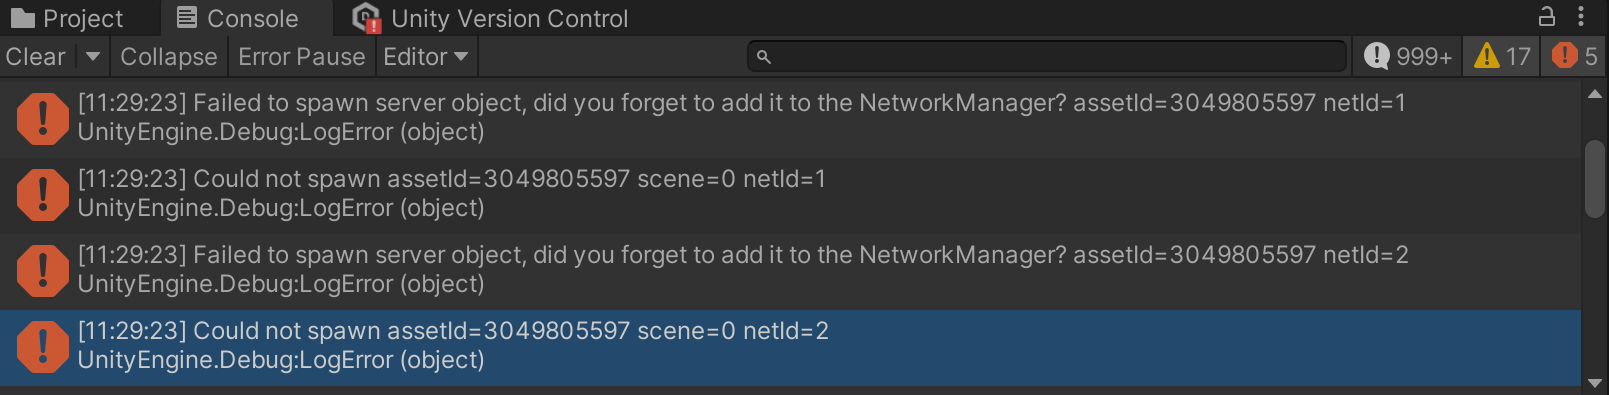 Project
Console
Unity Version Control
Clear
Collapse
Error Pause
Editor
999+
17
5
[11:29:23] Failed to spawn server object, did you forget to add it to the NetworkManager? assetId=3049805597 netId=1
UnityEngine.Debug:LogError (object)
[11:29:23] Could not spawn assetId=3049805597 scene=0 netId=1
UnityEngine.Debug:LogError (object)
[11:29:23] Failed to spawn server object, did you forget to add it to the NetworkManager? assetId=3049805597 netId=2
UnityEngine.Debug:LogError (object)
[11:29:23] Could not spawn assetId=3049805597 scene=0 netId=2
UnityEngine.Debug:LogError (object)